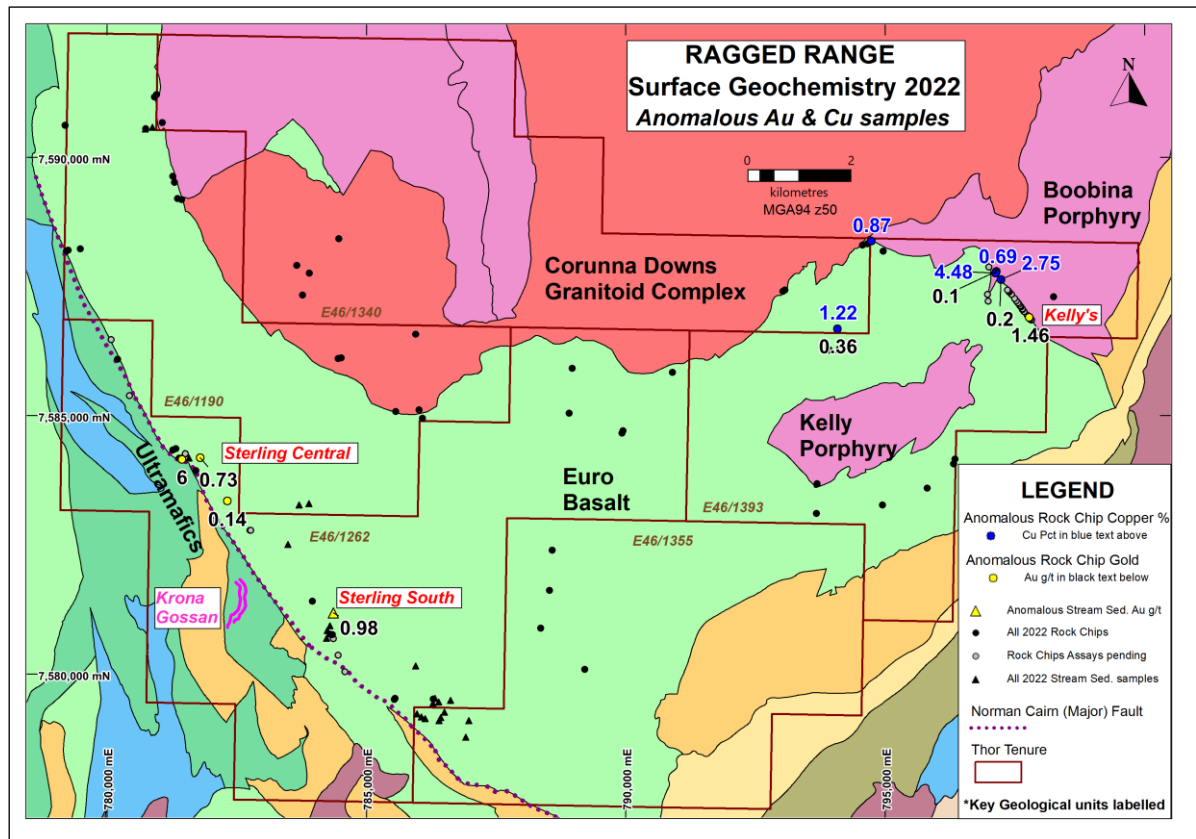 RAGGED RANGE
Surface Geochemistry 2022
Anomalous Au & Cu samples
N
0
2
kilometres
MGA94 z50
7,590,000 mN
Boobina
Porphyry
0.87
Corunna Downs
Granitoid Complex
0.69
4.48
2.75
0.1
0.2
Kelly's
1.46
1.22
0.36
E46/1340
7,585,000 mN
E46/1190
Kelly
Porphyry
Sterling Central
Ultramafics
6
0.73
0.14
Euro
Basalt
E46/1393
E46/1262
E46/1355
Krona
Gossan
Sterling South
0.98
7,580,000 mN
780,000 mE
785,000 mE
790,000 mE
795,000 mE
LEGEND
Anomalous Rock Chip Copper %
Cu Pct in blue text above
Anomalous Rock Chip Gold
Au g/t in black text below
Anomalous Stream Sed. Au g/t
All 2022 Rock Chips
Rock Chips Assays pending
All 2022 Stream Sed. samples
Norman Cairn (Major) Fault
Thor Tenure
*Key Geological units labelled